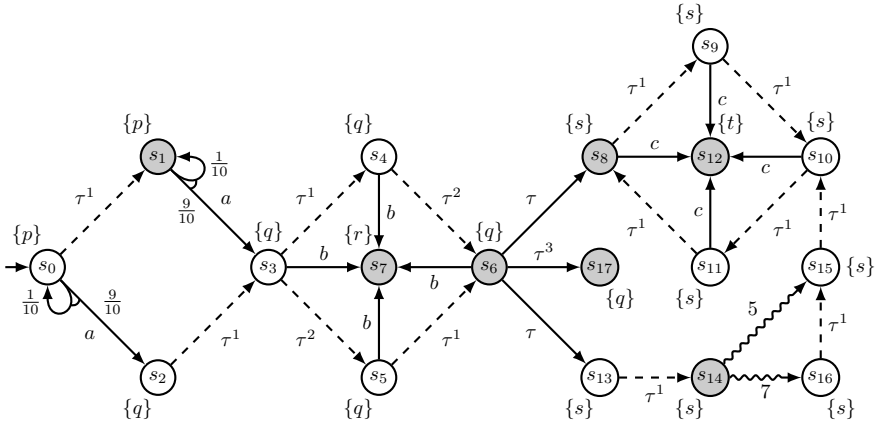 {s}
s₉
τ¹ c τ¹
{p} {q} {s} {t} {s}
s₁ 1/10 s₄ s₈ c s₁₂ c s₁₀
τ¹ 9/10 a τ¹ b τ² τ τ¹ c τ¹ τ¹
{p} {q} {r} {q}
s₀ s₃ b s₇ b s₆ τ³ s₁₇ s₁₁ s₁₅ {s}
1/10 9/10 {q} {s}
a τ¹ τ² b τ¹ τ 5 τ¹
s₂ s₅ s₁₃ τ¹ s₁₄ 7 s₁₆
{q} {q} {s} {s} {s}